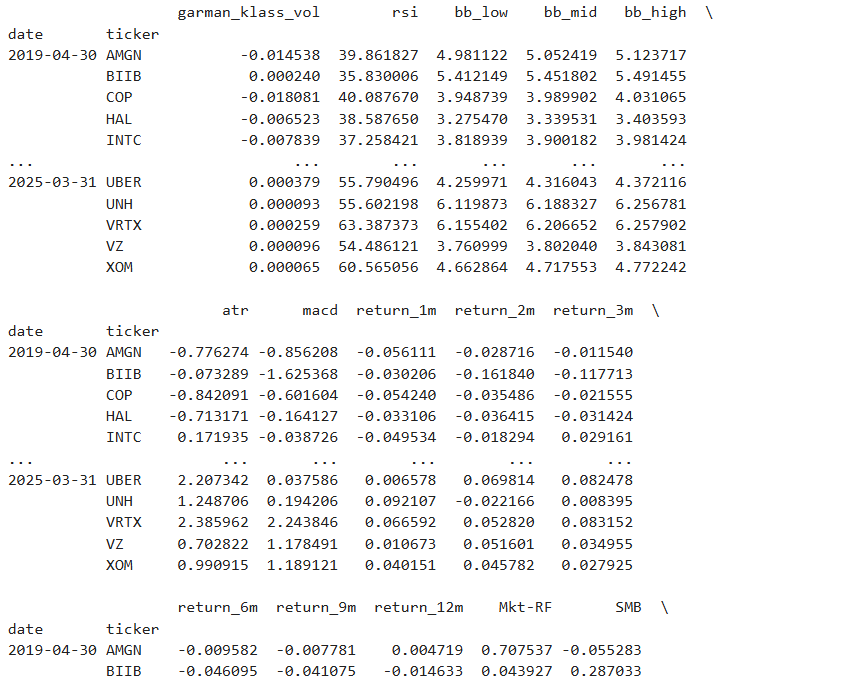 garman_klass_vol rsi bb_low bb_mid bb_high \
date ticker
2019-04-30 AMGN -0.014538 39.861827 4.981122 5.052419 5.123717
BIIB 0.000240 35.830006 5.412149 5.451802 5.491455
COP -0.018081 40.087670 3.948739 3.989902 4.031065
HAL -0.006523 38.587650 3.275470 3.339531 3.403593
INTC -0.007839 37.258421 3.818939 3.900182 3.981424
... ... ... ... ... ...
2025-03-31 UBER 0.000379 55.790496 4.259971 4.316043 4.372116
UNH 0.000093 55.602198 6.119873 6.188327 6.256781
VRTX 0.000259 63.387373 6.155402 6.206652 6.257902
VZ 0.000096 54.486121 3.760999 3.802040 3.843081
XOM 0.000065 60.565056 4.662864 4.717553 4.772242
atr macd return_1m return_2m return_3m \
date ticker
2019-04-30 AMGN -0.776274 -0.856208 -0.056111 -0.028716 -0.011540
BIIB -0.073289 -1.625368 -0.030206 -0.161840 -0.117713
COP -0.842091 -0.601604 -0.054240 -0.035486 -0.021555
HAL -0.713171 -0.164127 -0.033106 -0.036415 -0.031424
INTC 0.171935 -0.038726 -0.049534 -0.018294 0.029161
... ... ... ... ... ...
2025-03-31 UBER 2.207342 0.037586 0.006578 0.069814 0.082478
UNH 1.248706 0.194206 0.092107 -0.022166 0.008395
VRTX 2.385962 2.243846 0.066592 0.052820 0.083152
VZ 0.702822 1.178491 0.010673 0.051601 0.034955
XOM 0.990915 1.189121 0.040151 0.045782 0.027925
return_6m return_9m return_12m Mkt-RF SMB \
date ticker
2019-04-30 AMGN -0.009582 -0.007781 0.004719 0.707537 -0.055283
BIIB -0.046095 -0.041075 -0.014633 0.043927 0.287033